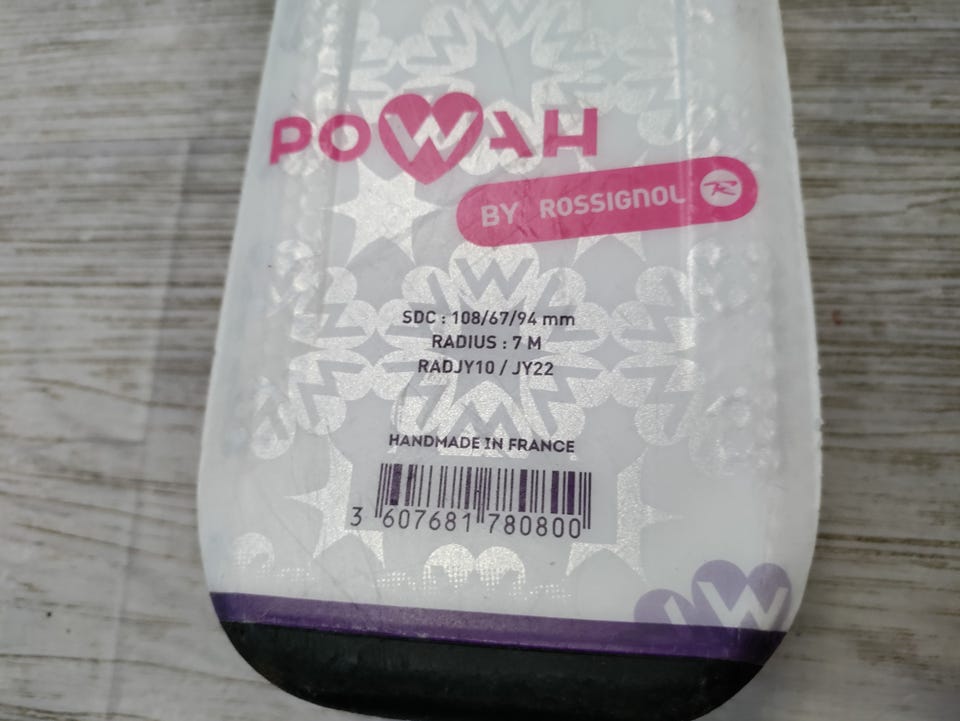 POWAH
BY ROSSIGNOL R
SDC : 108/67/94 mm
RADIUS : 7 M
RADJY10 / JY22
HANDMADE IN FRANCE
3 607681 780800
W